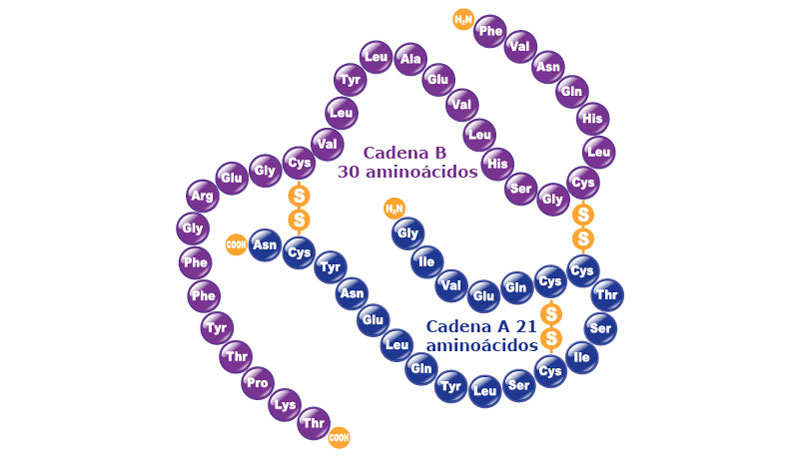 H₂N
Phe
Val
Asn
Gln
His
Leu
Cys
Gly
Ser
His
Leu
Val
Glu
Ala
Leu
Tyr
Leu
Val
Cys
Gly
Glu
Arg
Gly
Phe
Phe
Tyr
Thr
Pro
Lys
Thr
COOH
Cadena B
30 aminoácidos
S
S
S
S
H₂N
Gly
Ile
Val
Glu
Gln
Cys
Cys
Thr
Ser
Ile
Cys
Ser
Leu
Tyr
Gln
Leu
Glu
Asn
Tyr
Cys
Asn
COOH
Cadena A 21
aminoácidos
S
S